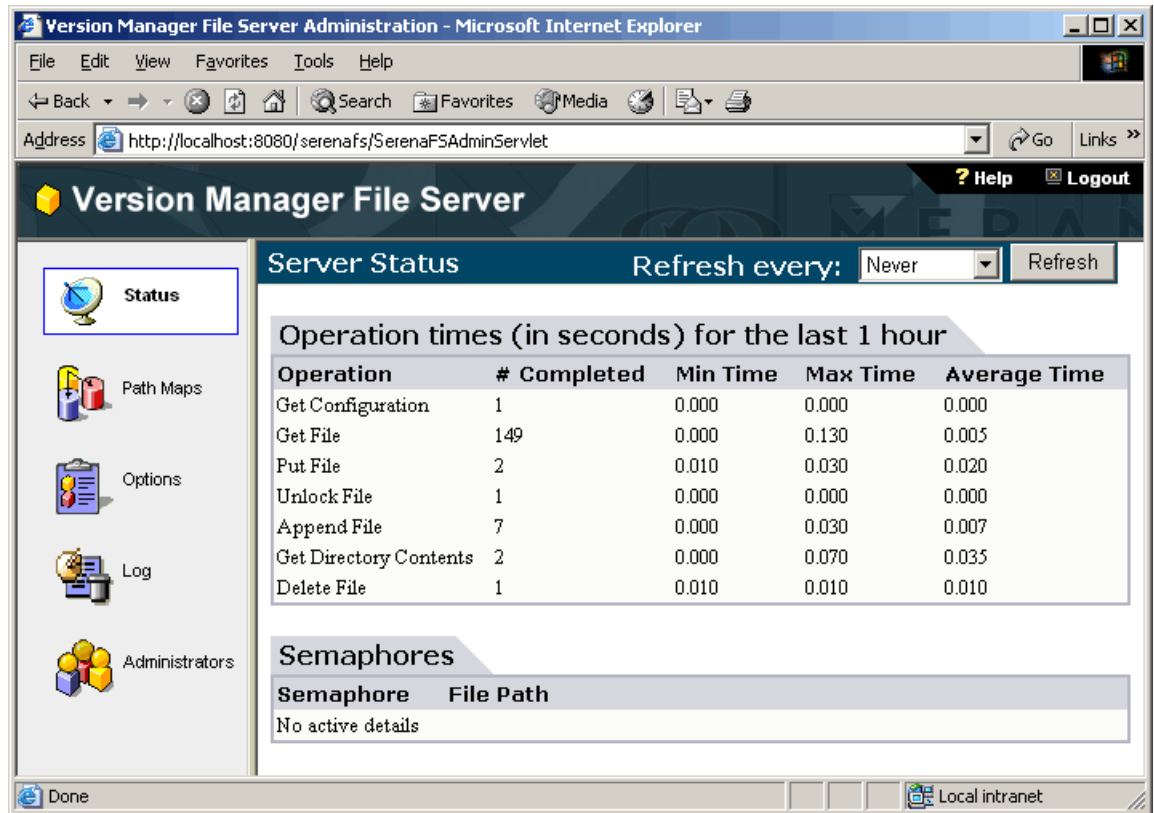 Version Manager File Server Administration - Microsoft Internet Explorer
File Edit View Favorites Tools Help
Back Search Favorites Media
Address http://localhost:8080/serenafs/SerenaFSAdminServlet Go Links »
? Help Logout
Version Manager File Server
MERAN
Server Status Refresh every: Never Refresh
Status
Path Maps
Options
Log
Administrators
Operation times (in seconds) for the last 1 hour
Operation # Completed Min Time Max Time Average Time
Get Configuration 1 0.000 0.000 0.000
Get File 149 0.000 0.130 0.005
Put File 2 0.010 0.030 0.020
Unlock File 1 0.000 0.000 0.000
Append File 7 0.000 0.030 0.007
Get Directory Contents 2 0.000 0.070 0.035
Delete File 1 0.010 0.010 0.010
Semaphores
Semaphore File Path
No active details
Done Local intranet